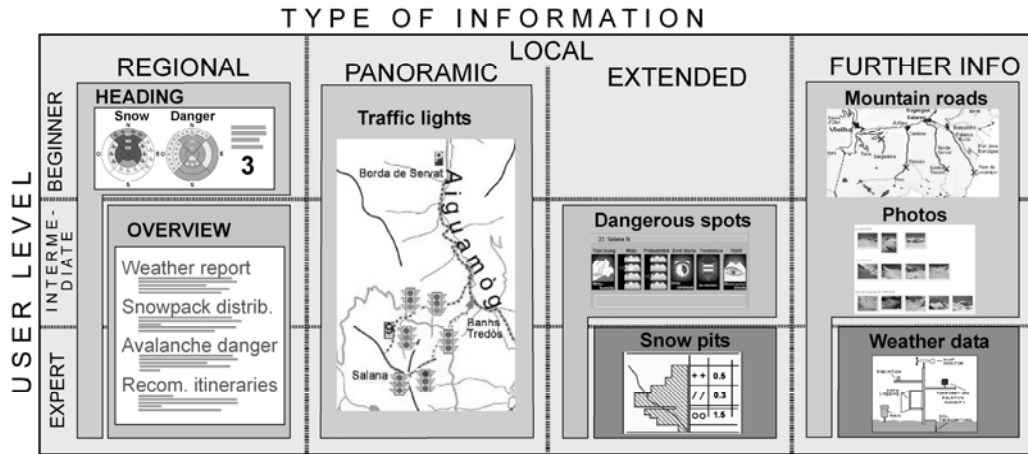 TYPE OF INFORMATION
LOCAL
REGIONAL
PANORAMIC
EXTENDED
FURTHER INFO
USER LEVEL
BEGINNER
INTERME-
DIATE
EXPERT
HEADING
Snow Danger
N N
O E O E
S S
3
OVERVIEW
Weather report
Snowpack distrib.
Avalanche danger
Recom. itineraries
Traffic lights
Borda de Servat
Aiguamòg
Banhs
Tredòs
Salana
Dangerous spots
21 Salana N
Snow pits
+ + 0.5
/ / 0.3
○○ 1.5
Mountain roads
Vielha
Photos
Weather data